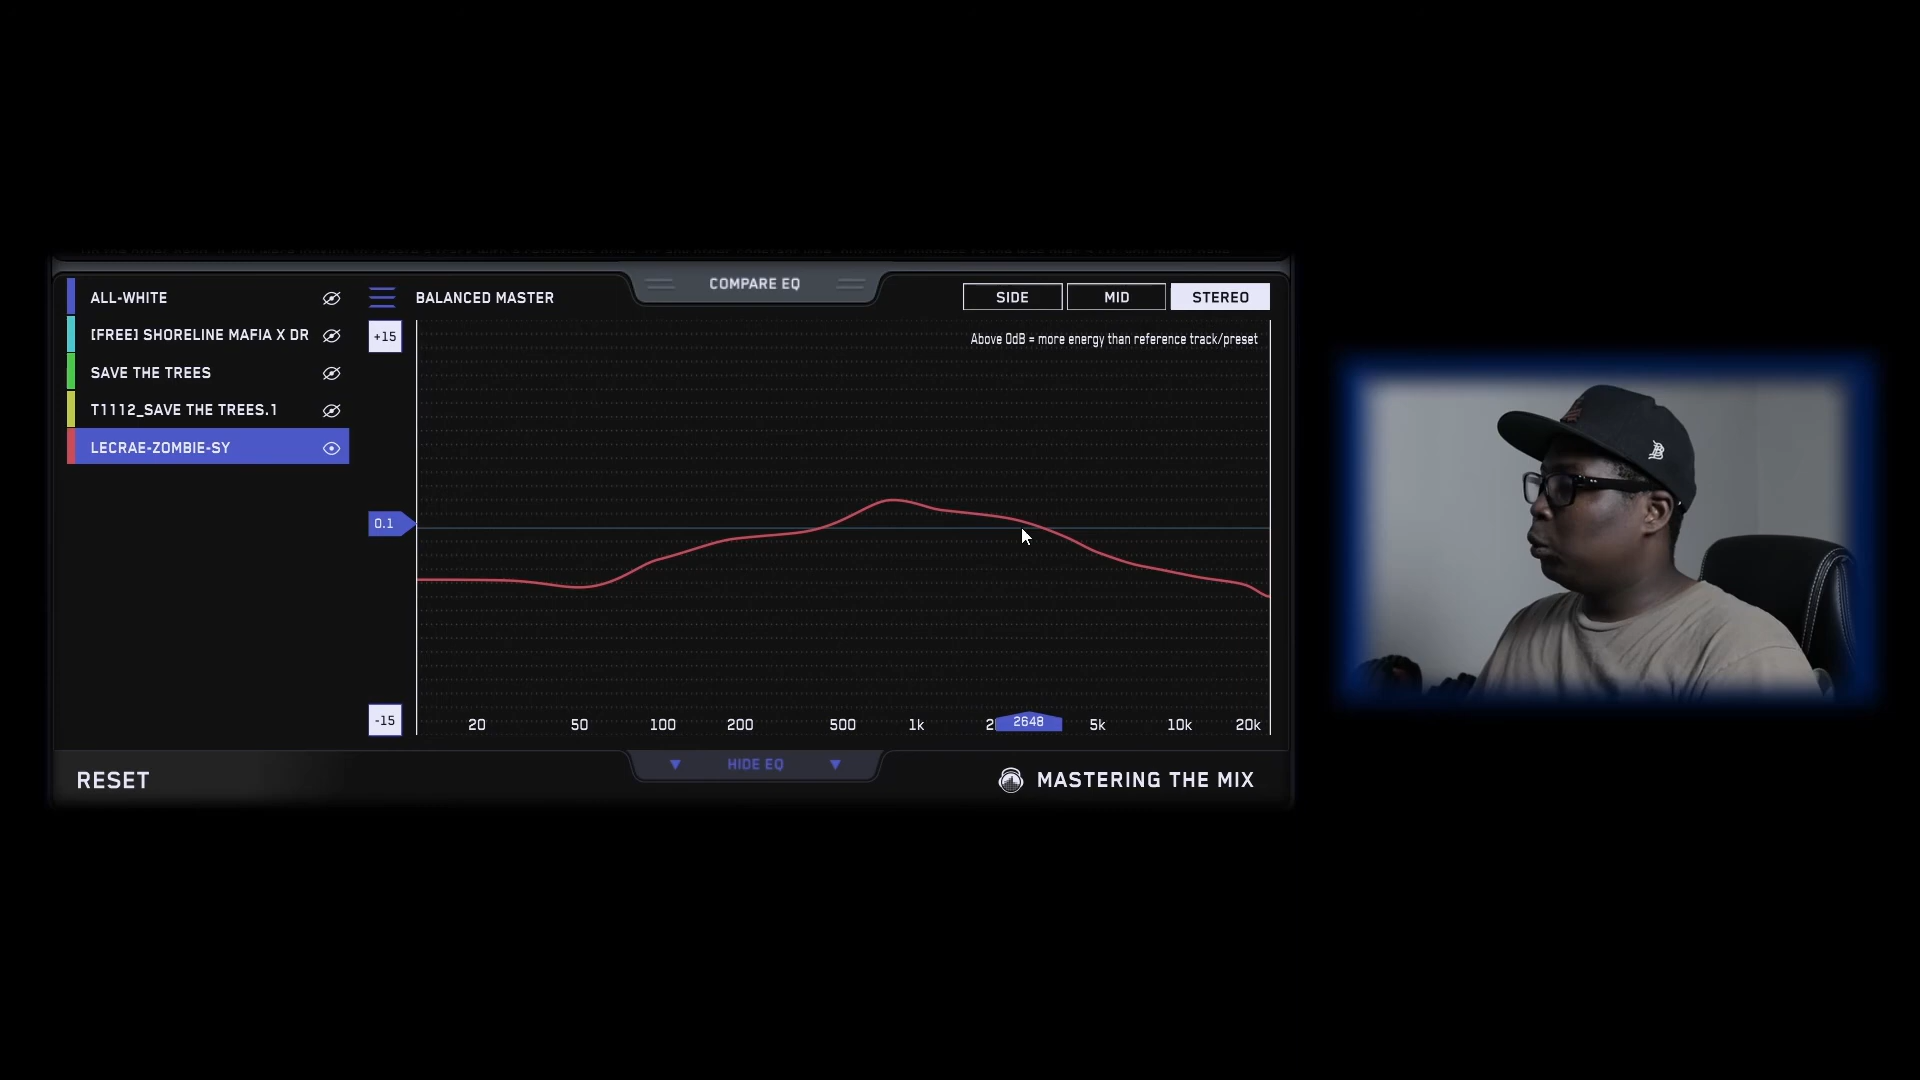 COMPARE EQ
ALL-WHITE
BALANCED MASTER
SIDE
MID
STEREO
[FREE] SHORELINE MAFIA X DR
+15
Above 0dB = more energy than reference track/preset
SAVE THE TREES
T1112_SAVE THE TREES.1
LECRAE-ZOMBIE-SY
0.1
-15
20
50
100
200
500
1k
2648
5k
10k
20k
HIDE EQ
RESET
MASTERING THE MIX
B